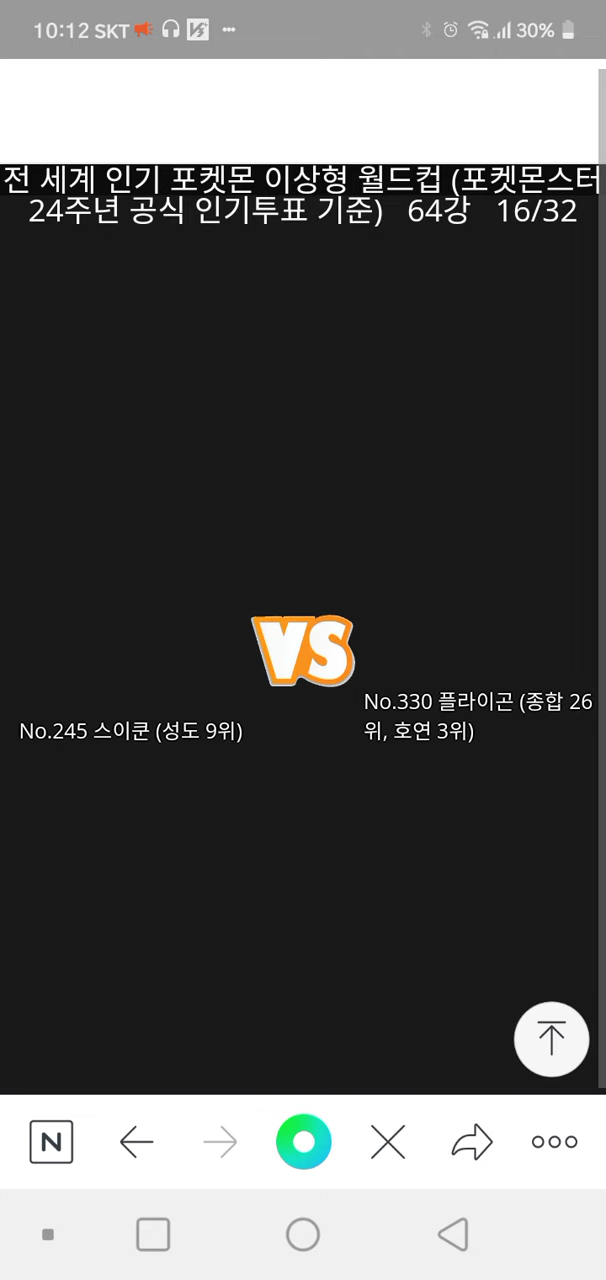 10:12 SKT 30%
전 세계 인기 포켓몬 이상형 월드컵 (포켓몬스터
24주년 공식 인기투표 기준) 64강 16/32
VS
No.245 스이쿤 (성도 9위)
No.330 플라이곤 (종합 26
위, 호연 3위)
N